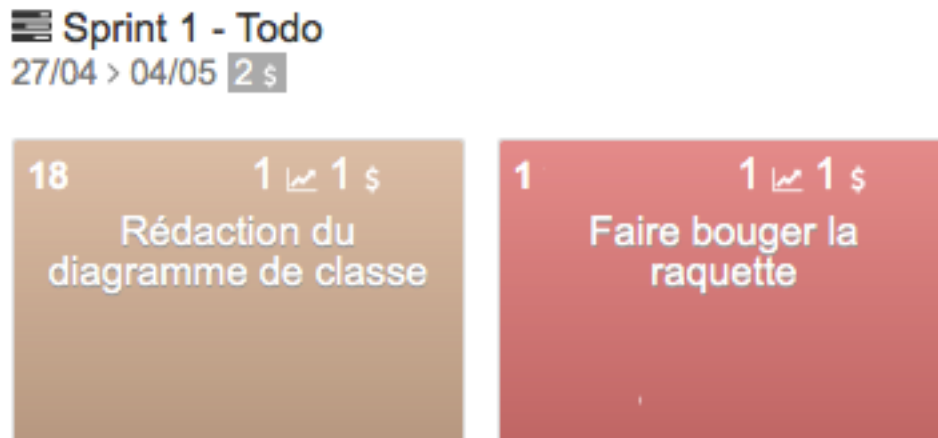 Sprint 1 - Todo
27/04 > 04/05 2 $
18 1 1 $
Rédaction du
diagramme de classe
1 1 1 $
Faire bouger la
raquette